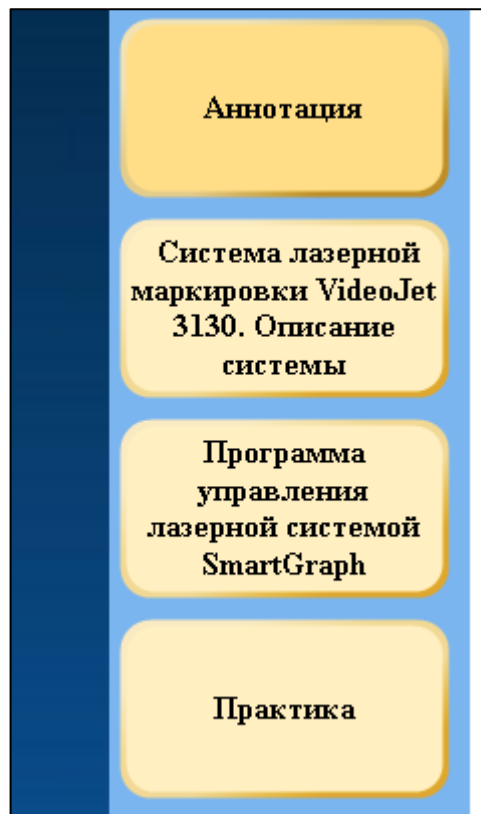 Аннотация
Система лазерной
маркировки VideoJet
3130. Описание
системы
Программа
управления
лазерной системой
SmartGraph
Практика